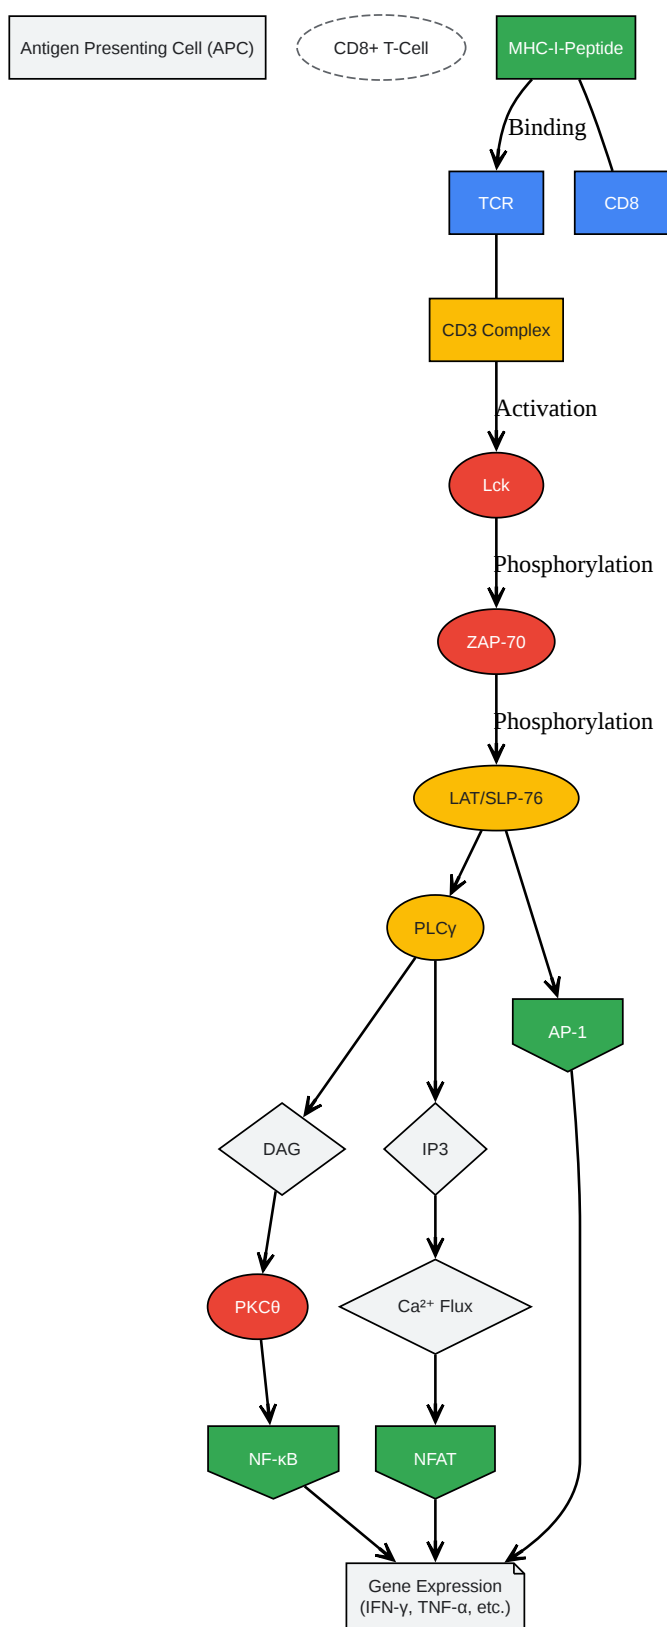 Antigen Presenting Cell (APC)
CD8+ T-Cell
MHC-I-Peptide
Binding
TCR
CD8
CD3 Complex
Activation
Lck
Phosphorylation
ZAP-70
Phosphorylation
LAT/SLP-76
PLCγ
AP-1
DAG
IP3
PKCθ
Ca²⁺ Flux
NF-κB
NFAT
Gene Expression
(IFN-γ, TNF-α, etc.)